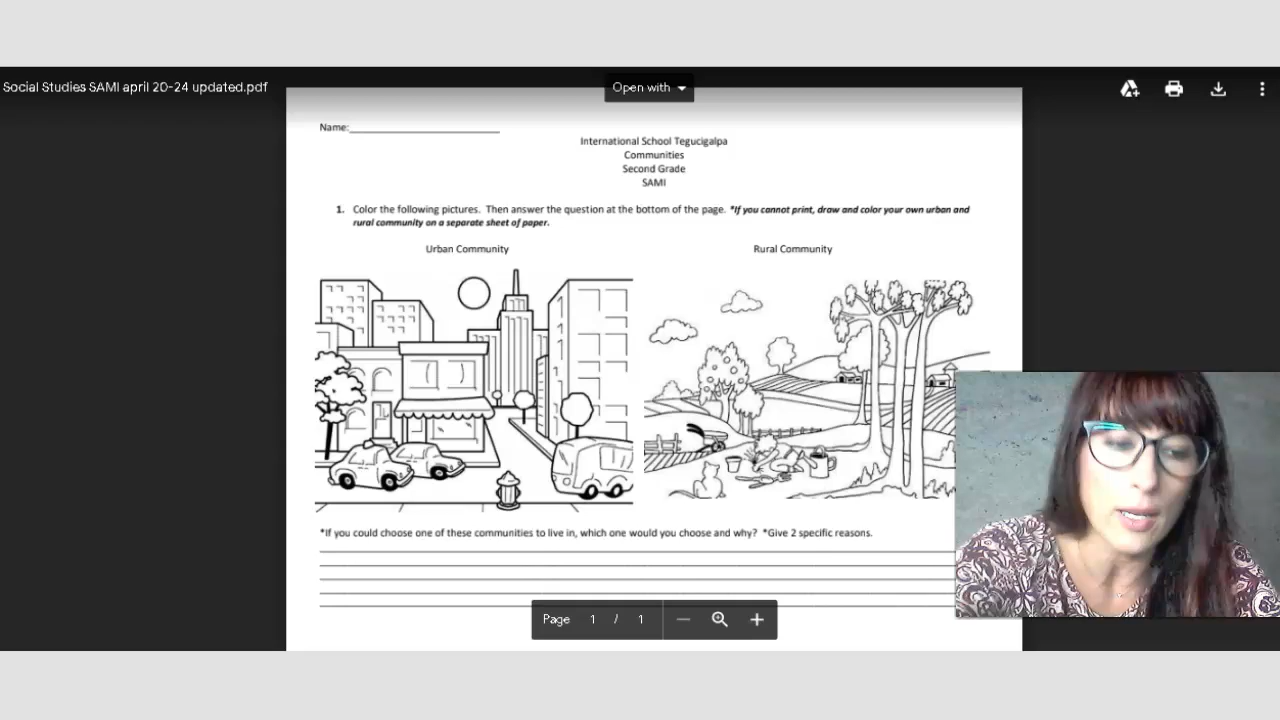 Social Studies SAMI april 20-24 updated.pdf
Open with
Name:
International School Tegucigalpa
Communities
Second Grade
SAMI
1. Color the following pictures. Then answer the question at the bottom of the page. *If you cannot print, draw and color your own urban and
rural community on a separate sheet of paper.
Urban Community
Rural Community
*If you could choose one of these communities to live in, which one would you choose and why? *Give 2 specific reasons.
Page 1 / 1